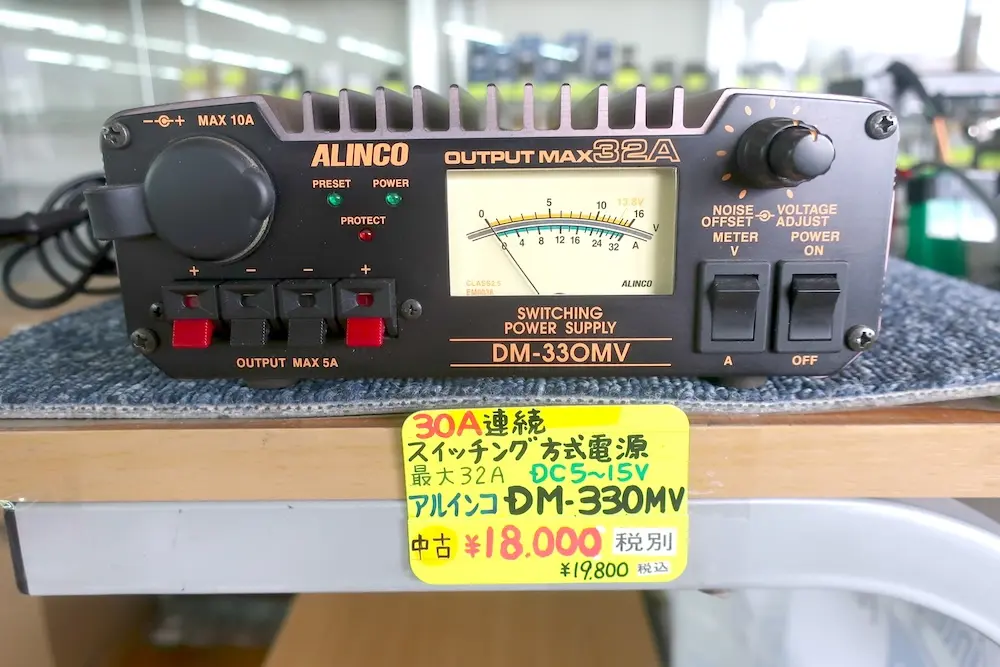 MAX 10A
ALINCO
OUTPUT MAX 32A
PRESET POWER
PROTECT
5 10 13.8V
0 16 V
0 4 8 12 16 24 32 A
CLASS2.5
ALINCO
NOISE OFFSET VOLTAGE ADJUST
METER POWER
V ON
A OFF
+ - - +
OUTPUT MAX 5A
SWITCHING
POWER SUPPLY
DM-330MV
30A連続
スイッチング方式電源
最大32A DC5~15V
アルインコ DM-330MV
中古 ¥18.000 税別
¥19.800 税込